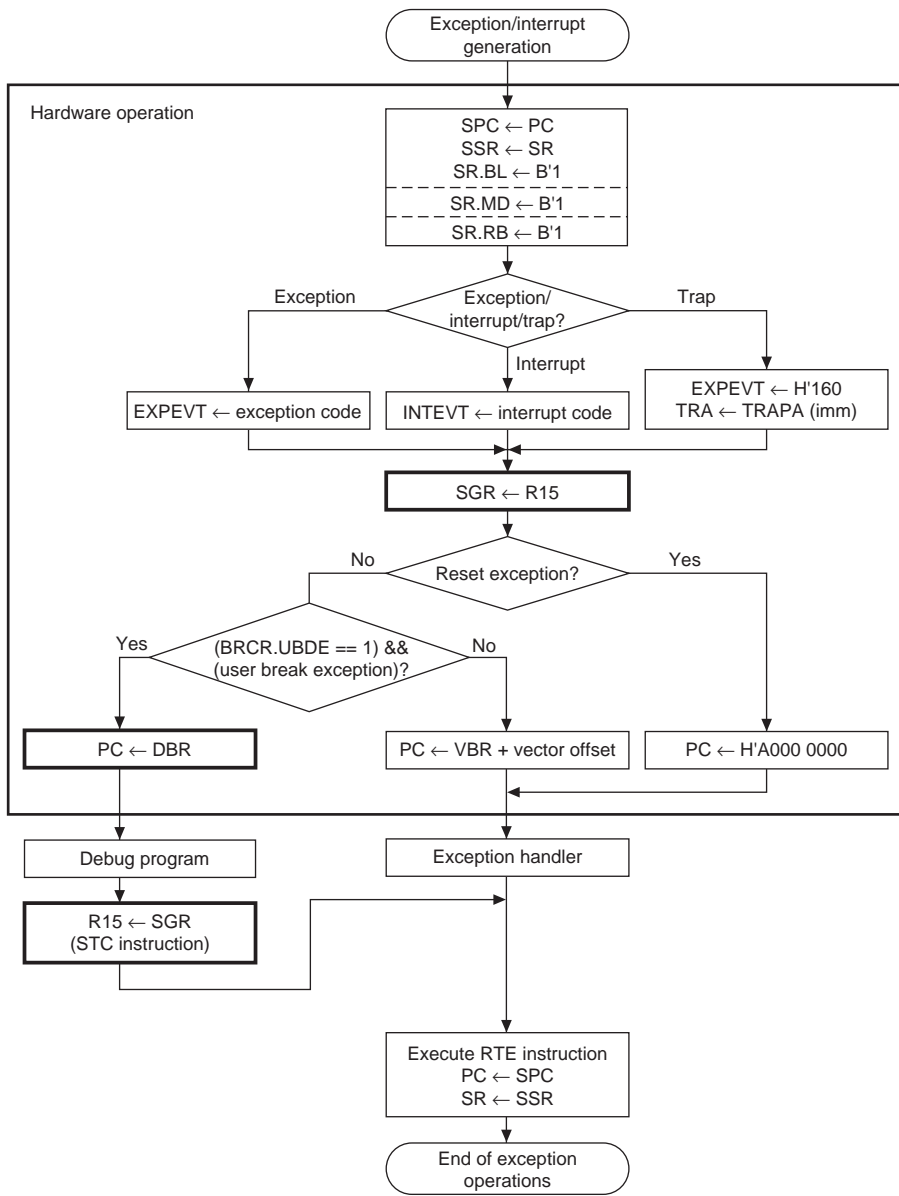 Exception/interrupt
generation
Hardware operation
SPC ← PC
SSR ← SR
SR.BL ← B'1
SR.MD ← B'1
SR.RB ← B'1
Exception
Exception/
interrupt/trap?
Trap
Interrupt
EXPEVT ← exception code
INTEVT ← interrupt code
EXPEVT ← H'160
TRA ← TRAPA (imm)
SGR ← R15
No
Reset exception?
Yes
Yes
(BRCR.UBDE == 1) &&
(user break exception)?
No
PC ← DBR
PC ← VBR + vector offset
PC ← H'A000 0000
Debug program
Exception handler
R15 ← SGR
(STC instruction)
Execute RTE instruction
PC ← SPC
SR ← SSR
End of exception
operations